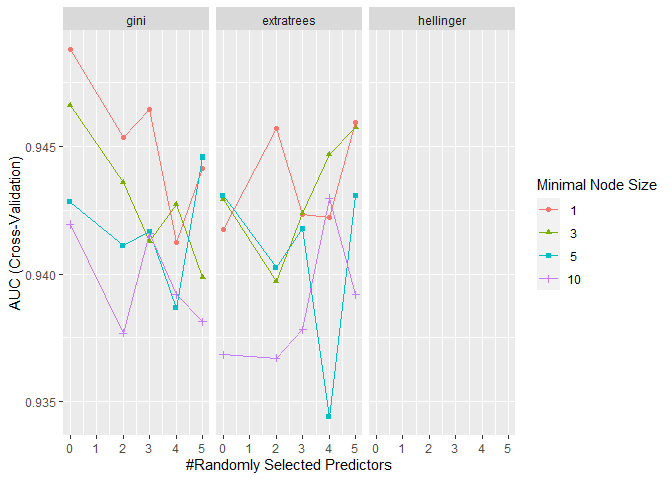 gini extratrees hellinger
AUC (Cross-Validation)
0.945
0.940
0.935
0 1 2 3 4 5 0 1 2 3 4 5 0 1 2 3 4 5
#Randomly Selected Predictors
Minimal Node Size
1
3
5
10